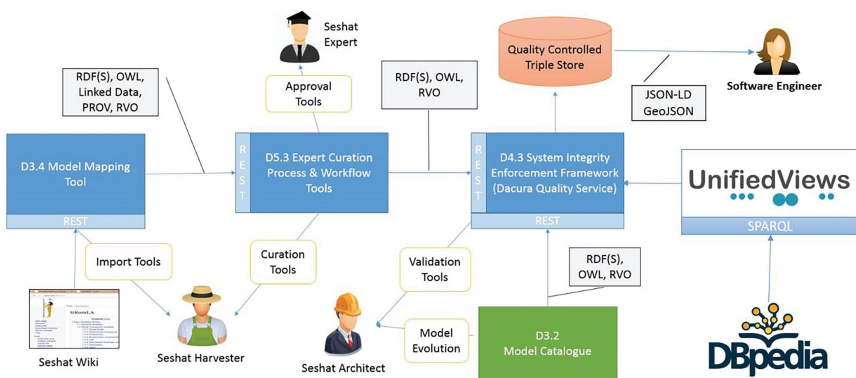 Seshat
Expert
Quality Controlled
Triple Store
Software Engineer
RDF(S), OWL,
Linked Data,
PROV, RVO
Approval
Tools
RDF(S), OWL,
RVO
JSON-LD
GeoJSON
D3.4 Model Mapping
Tool
REST
REST
D5.3 Expert Curation
Process & Workflow
Tools
REST
D4.3 System Integrity
Enforcement Framework
(Dacura Quality Service)
REST
UnifiedViews
SPARQL
Import Tools
Curation
Tools
Validation
Tools
RDF(S),
OWL, RVO
Seshat Wiki
Seshat Harvester
Seshat Architect
Model
Evolution
D3.2
Model Catalogue
DBpedia